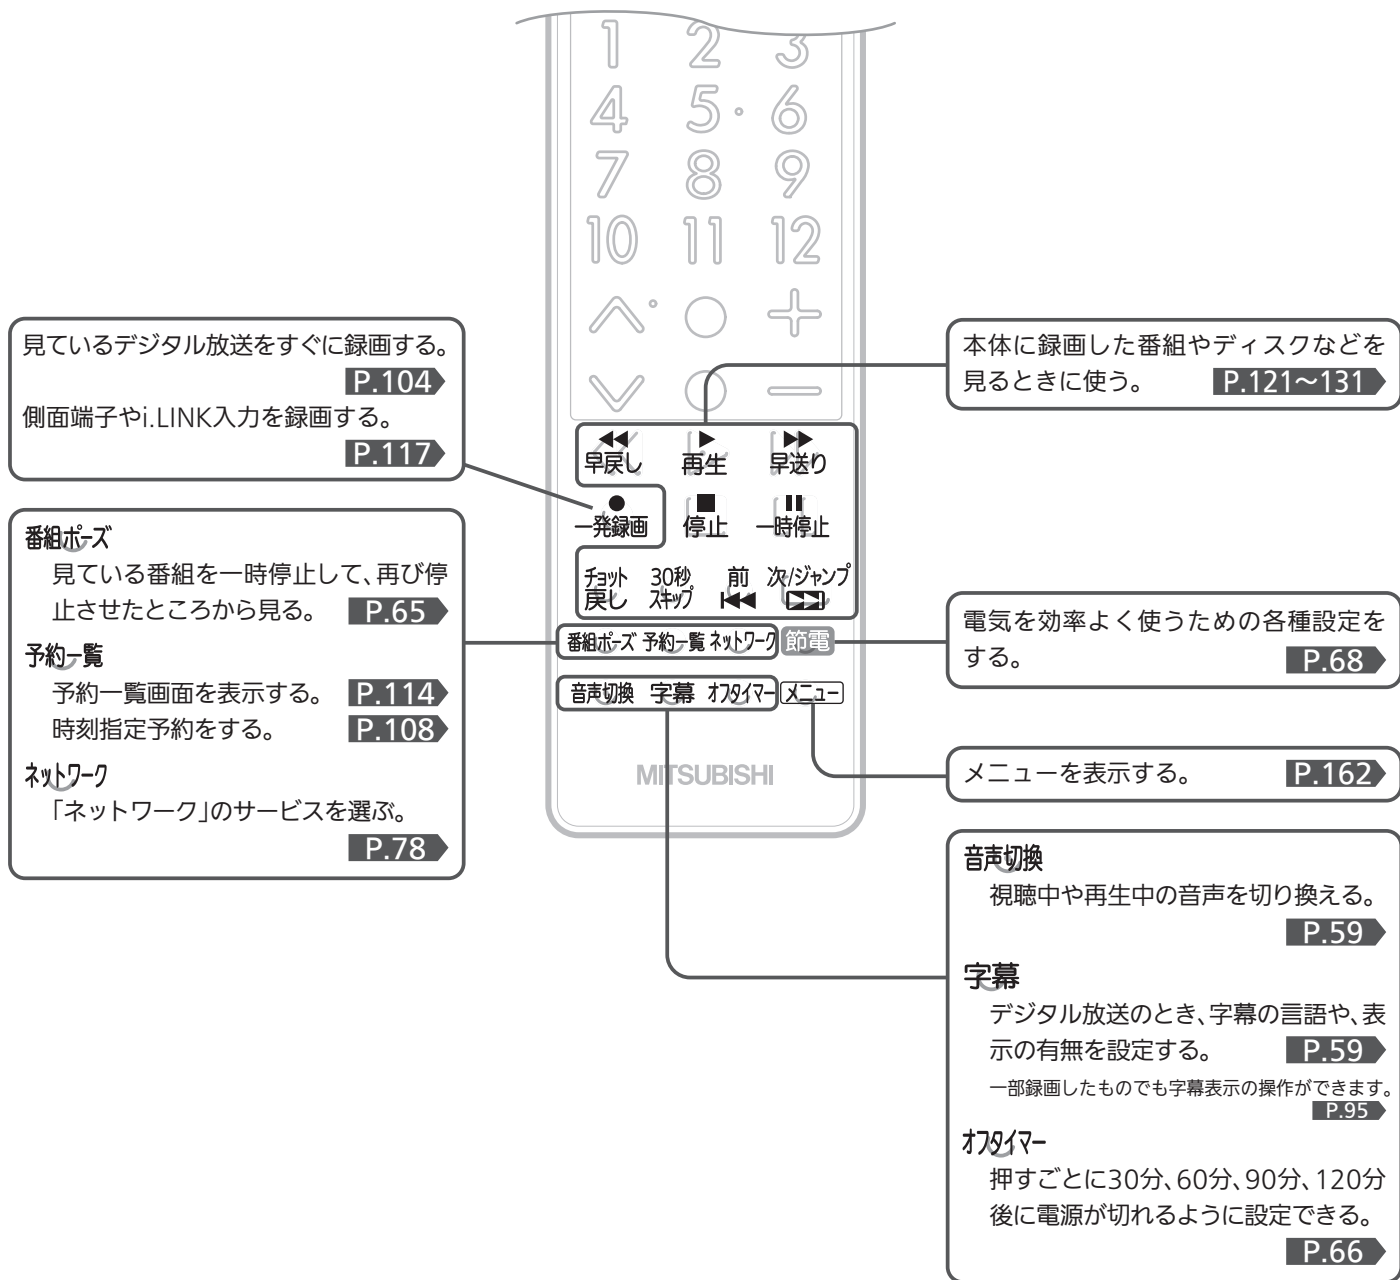 1 2 3
4 5 6
7 8 9
10 11 12
見ているデジタル放送をすぐに録画する。
P.104
側面端子やi.LINK入力を録画する。
P.117
番組ポーズ
見ている番組を一時停止して、再び停
止させたところから見る。 P.65
予約一覧
予約一覧画面を表示する。 P.114
時刻指定予約をする。 P.108
ネットワーク
「ネットワーク」のサービスを選ぶ。
P.78
早戻し 再生 早送り
一発録画 停止 一時停止
チョット戻し 30秒スキップ 前 次/ジャンプ
番組ポーズ 予約一覧 ネットワーク 節電
音声切換 字幕 オフタイマー メニュー
MITSUBISHI
本体に録画した番組やディスクなどを
見るときに使う。 P.121～131
電気を効率よく使うための各種設定を
する。 P.68
メニューを表示する。 P.162
音声切換
視聴中や再生中の音声を切り換える。
P.59
字幕
デジタル放送のとき、字幕の言語や、表
示の有無を設定する。 P.59
一部録画したものでも字幕表示の操作ができます。
P.95
オフタイマー
押すごとに30分、60分、90分、120分
後に電源が切れるように設定できる。
P.66